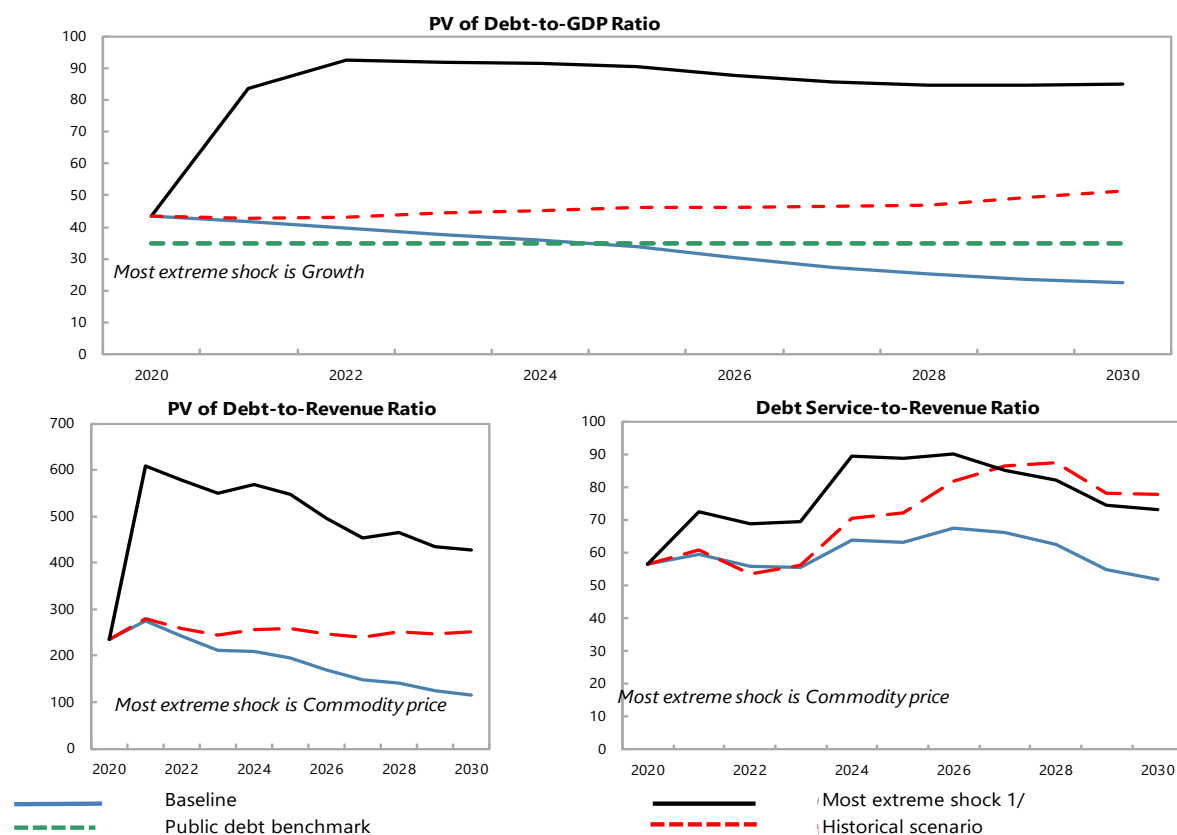 PV of Debt-to-GDP Ratio
100
90
80
70
60
50
40
30
20
10
0
Most extreme shock is Growth
2020 2022 2024 2026 2028 2030
PV of Debt-to-Revenue Ratio
700
600
500
400
300
200
100
0
Most extreme shock is Commodity price
2020 2022 2024 2026 2028 2030
Debt Service-to-Revenue Ratio
100
90
80
70
60
50
40
30
20
10
0
Most extreme shock is Commodity price
2020 2022 2024 2026 2028 2030
Baseline
Most extreme shock 1/
Public debt benchmark
Historical scenario